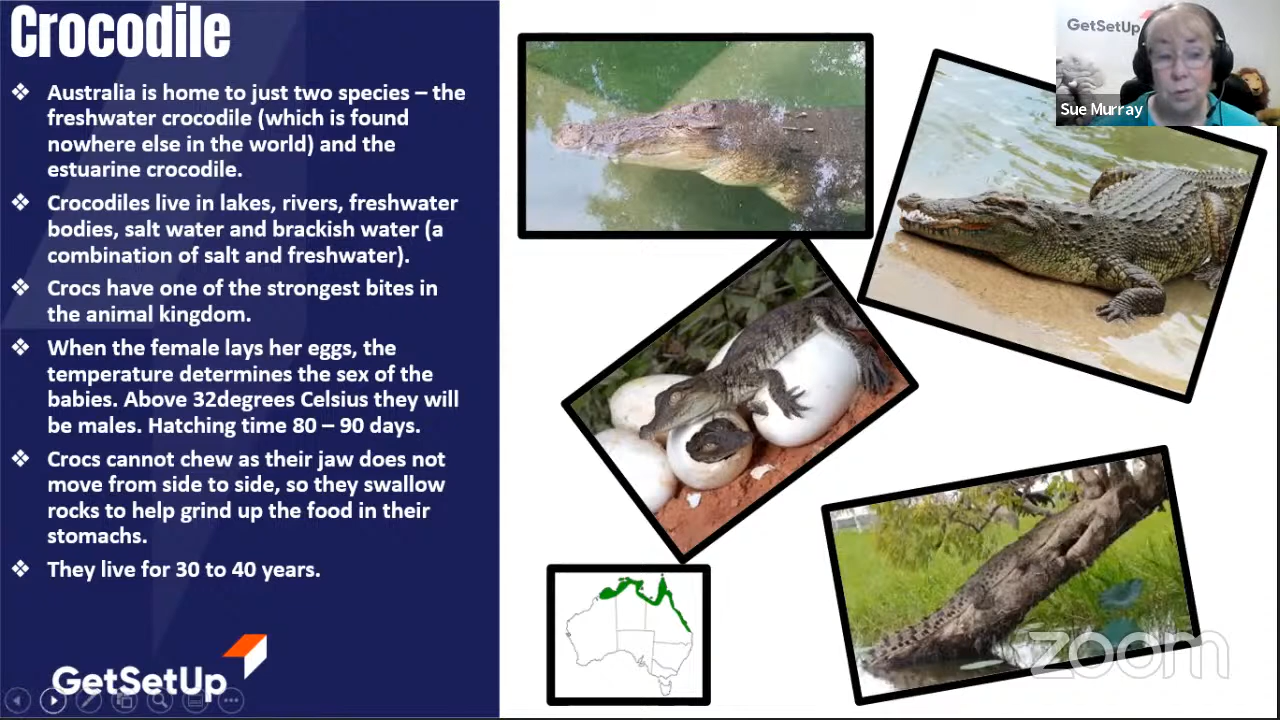 Crocodile
❖ Australia is home to just two species – the
freshwater crocodile (which is found
nowhere else in the world) and the
estuarine crocodile.
❖ Crocodiles live in lakes, rivers, freshwater
bodies, salt water and brackish water (a
combination of salt and freshwater).
❖ Crocs have one of the strongest bites in
the animal kingdom.
❖ When the female lays her eggs, the
temperature determines the sex of the
babies. Above 32degrees Celsius they will
be males. Hatching time 80 – 90 days.
❖ Crocs cannot chew as their jaw does not
move from side to side, so they swallow
rocks to help grind up the food in their
stomachs.
❖ They live for 30 to 40 years.
GetSetUp
GetSetUp
Sue Murray
zoom